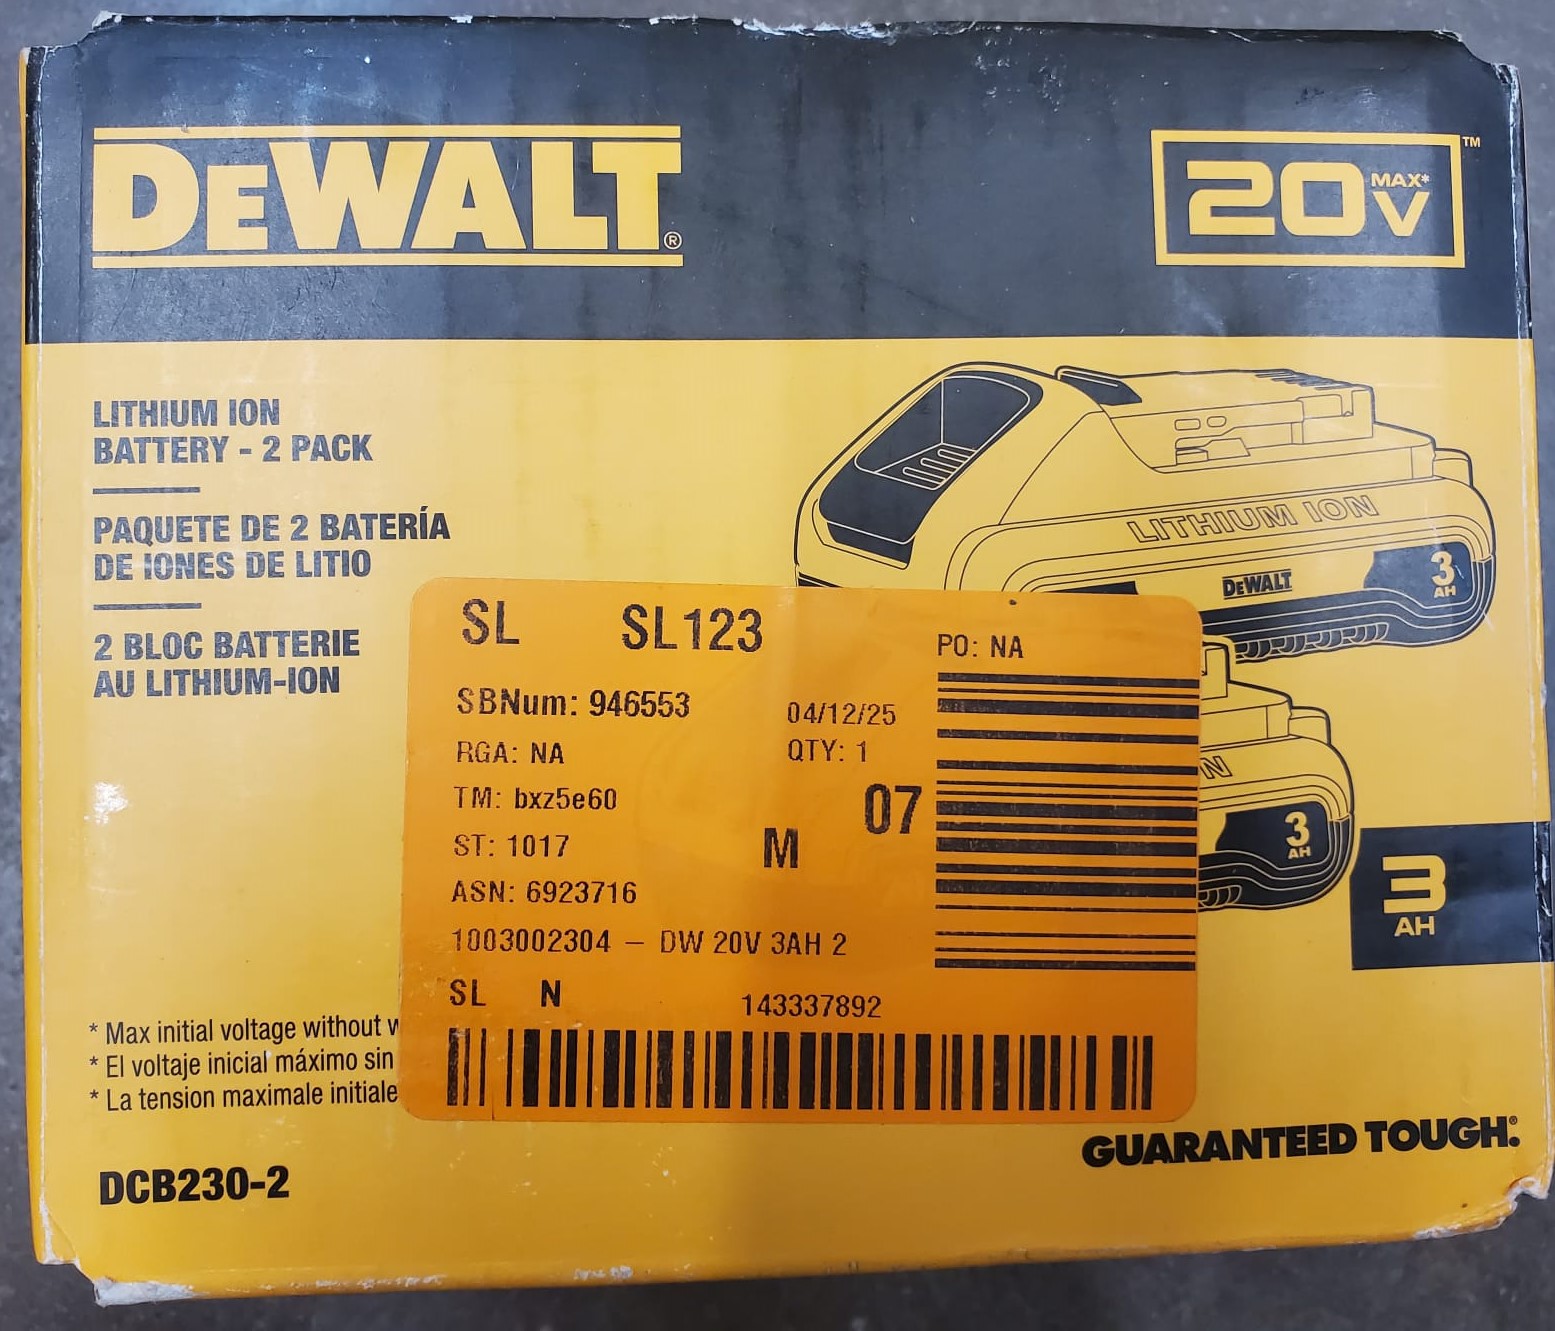 DEWALT®
20V MAX*™
LITHIUM ION
BATTERY - 2 PACK
PAQUETE DE 2 BATERÍA
DE IONES DE LITIO
2 BLOC BATTERIE
AU LITHIUM-ION
LITHIUM ION
DEWALT
3
AH
N
3
AH
3
AH
SL SL123
PO: NA
SBNum: 946553
04/12/25
RGA: NA
QTY: 1
TM: bxz5e60
07
ST: 1017
M
ASN: 6923716
1003002304 – DW 20V 3AH 2
SL N
143337892
* Max initial voltage without
* El voltaje inicial máximo sin
* La tension maximale initiale
DCB230-2
GUARANTEED TOUGH.®